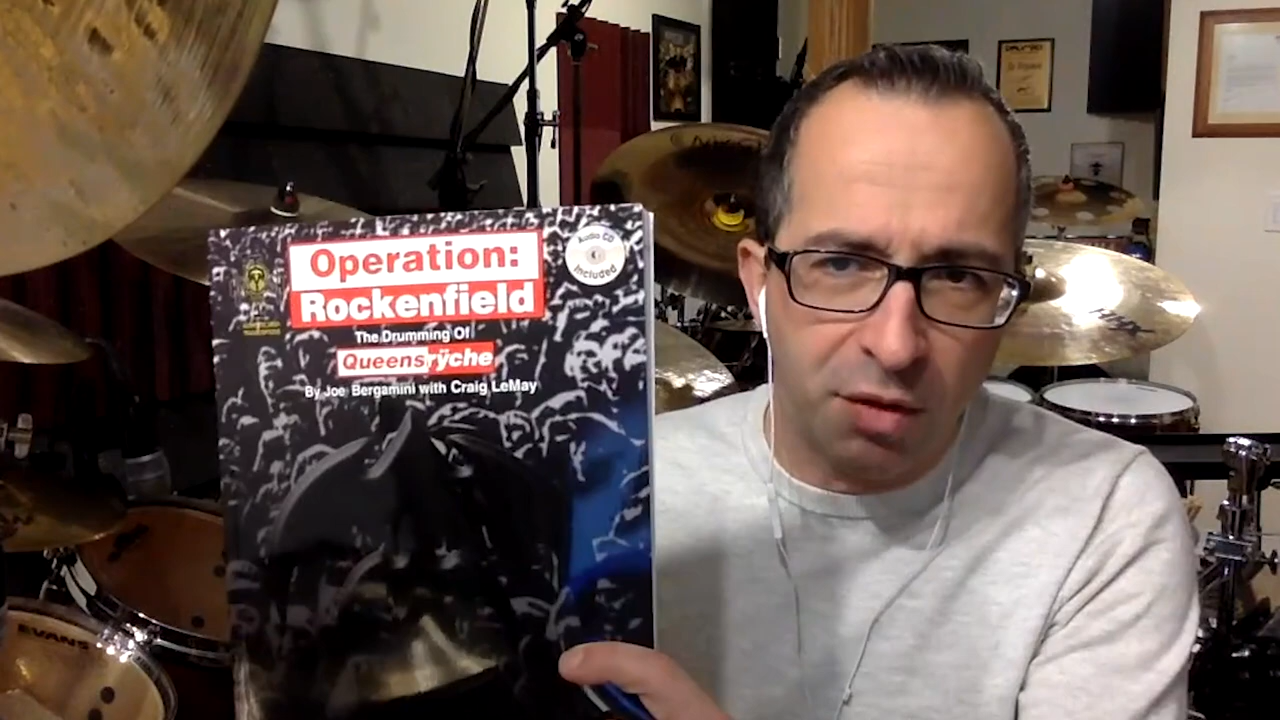 Operation:
Rockenfield
The Drumming Of
Queensrÿche
By Joe Bergamini with Craig LeMay
Audio CD
Included
EVANS
HHX